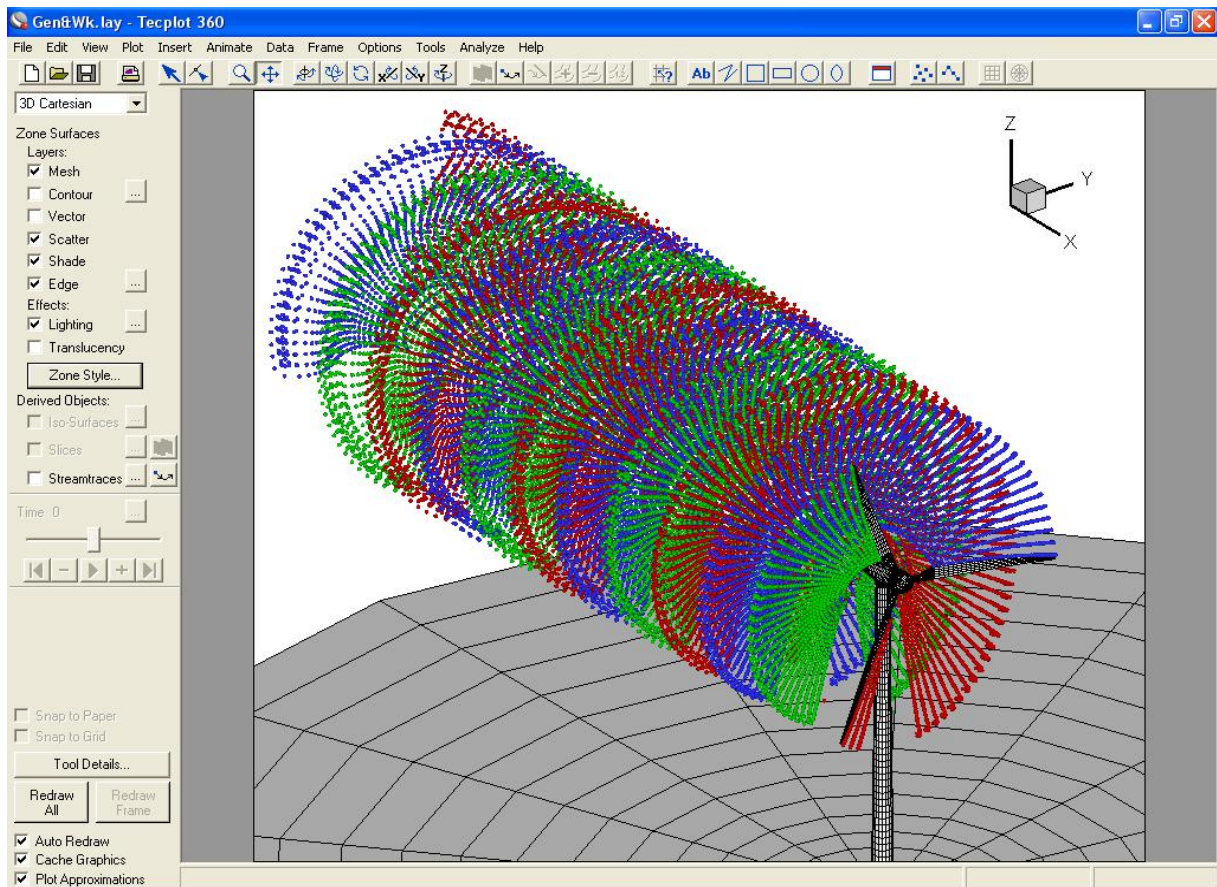 Gen&Wk.lay - Tecplot 360
File Edit View Plot Insert Animate Data Frame Options Tools Analyze Help
Ab
3D Cartesian
Zone Surfaces
Layers:
Mesh
Contour ...
Vector
Scatter
Shade
Edge ...
Effects:
Lighting ...
Translucency
Zone Style...
Derived Objects:
Iso-Surfaces ...
Slices ...
Streamtraces ...
Time 0 ...
Snap to Paper
Snap to Grid
Tool Details...
Redraw All
Redraw Frame
Auto Redraw
Cache Graphics
Plot Approximations
Z
Y
X